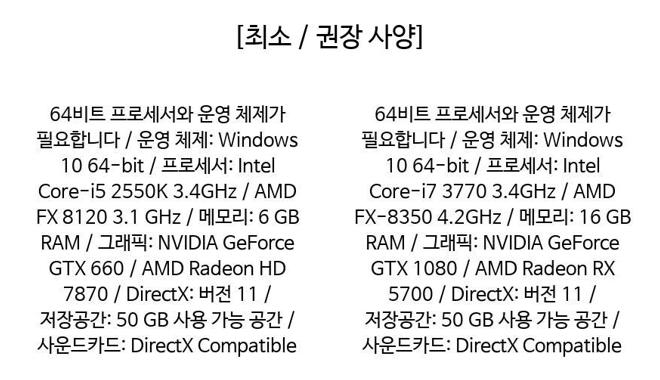 [최소 / 권장 사양]
64비트 프로세서와 운영 체제가
필요합니다 / 운영 체제: Windows
10 64-bit / 프로세서: Intel
Core-i5 2550K 3.4GHz / AMD
FX 8120 3.1 GHz / 메모리: 6 GB
RAM / 그래픽: NVIDIA GeForce
GTX 660 / AMD Radeon HD
7870 / DirectX: 버전 11 /
저장공간: 50 GB 사용 가능 공간 /
사운드카드: DirectX Compatible
64비트 프로세서와 운영 체제가
필요합니다 / 운영 체제: Windows
10 64-bit / 프로세서: Intel
Core-i7 3770 3.4GHz / AMD
FX-8350 4.2GHz / 메모리: 16 GB
RAM / 그래픽: NVIDIA GeForce
GTX 1080 / AMD Radeon RX
5700 / DirectX: 버전 11 /
저장공간: 50 GB 사용 가능 공간 /
사운드카드: DirectX Compatible